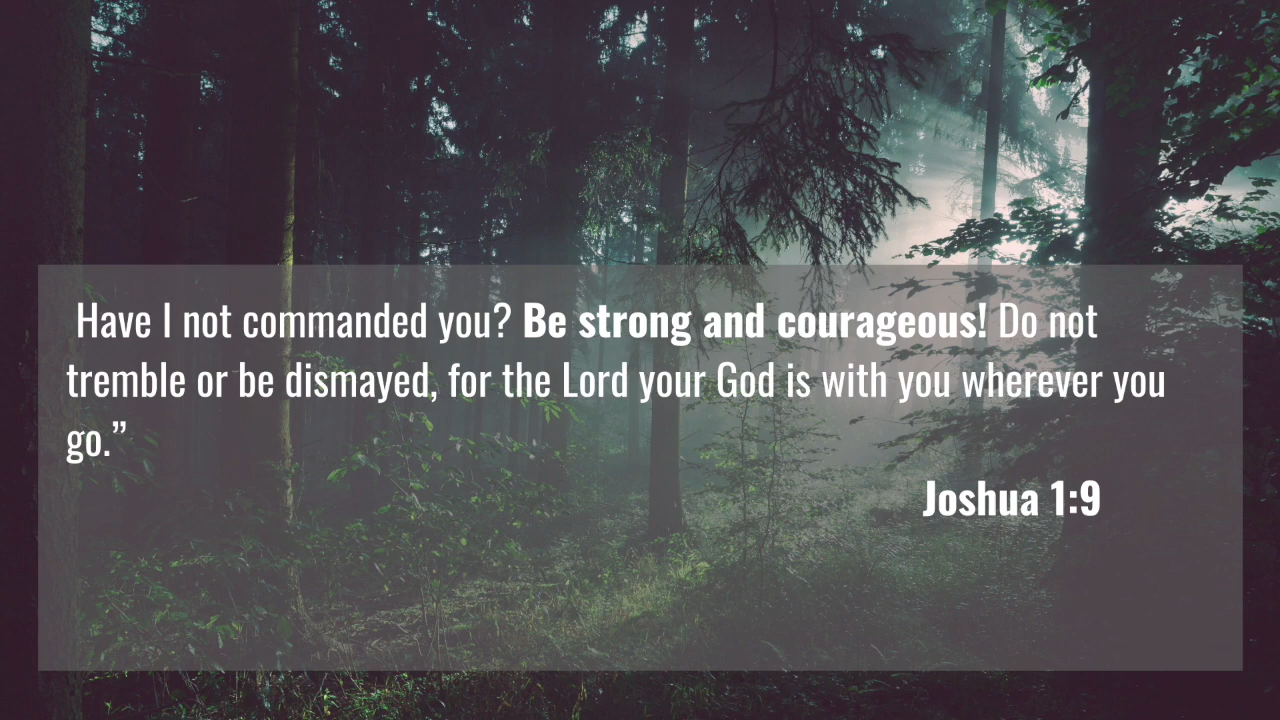 Have I not commanded you? Be strong and courageous! Do not
tremble or be dismayed, for the Lord your God is with you wherever you
go.”
Joshua 1:9